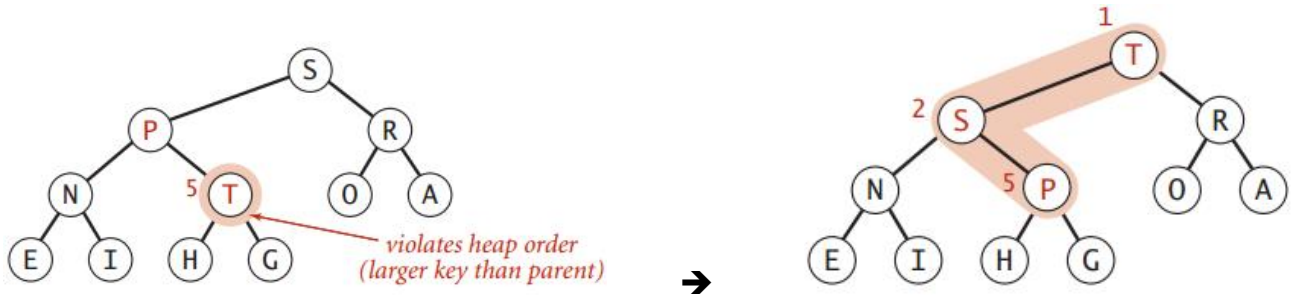 1
S
T
P
R
2
S
R
N
5
T
O
A
N
5
P
O
A
E
I
H
G
violates heap order
(larger key than parent)
E
I
H
G